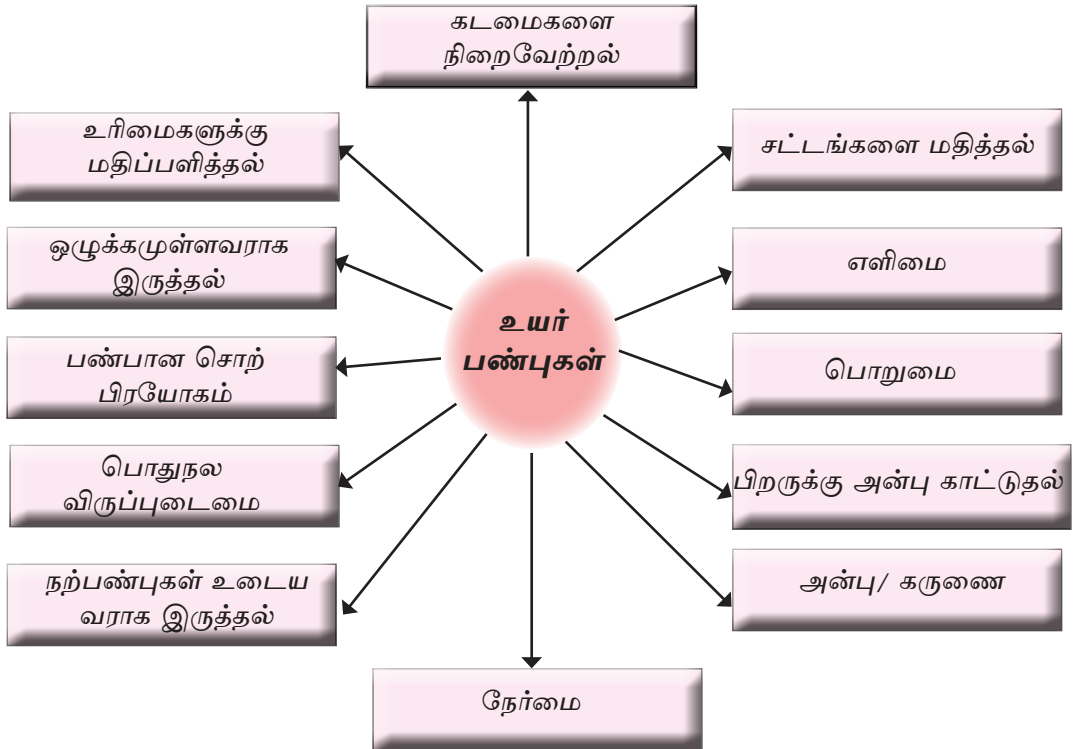 கடமைகளை
நிறைவேற்றல்
உரிமைகளுக்கு
மதிப்பளித்தல்
சட்டங்களை மதித்தல்
ஒழுக்கமுள்ளவராக
இருத்தல்
எளிமை
உயர்
பண்புகள்
பண்பான சொற்
பிரயோகம்
பொறுமை
பொதுநல
விருப்புடைமை
பிறருக்கு அன்பு காட்டுதல்
நற்பண்புகள் உடைய
வராக இருத்தல்
அன்பு/ கருணை
நேர்மை